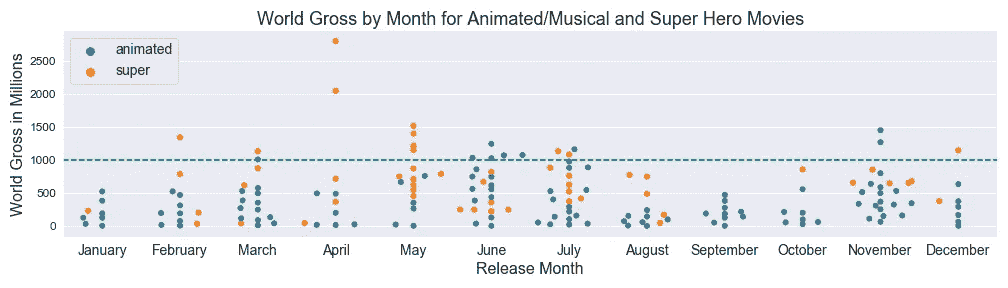 World Gross by Month for Animated/Musical and Super Hero Movies
World Gross in Millions
2500
2000
1500
1000
500
0
animated
super
January February March April May June July August September October November December
Release Month